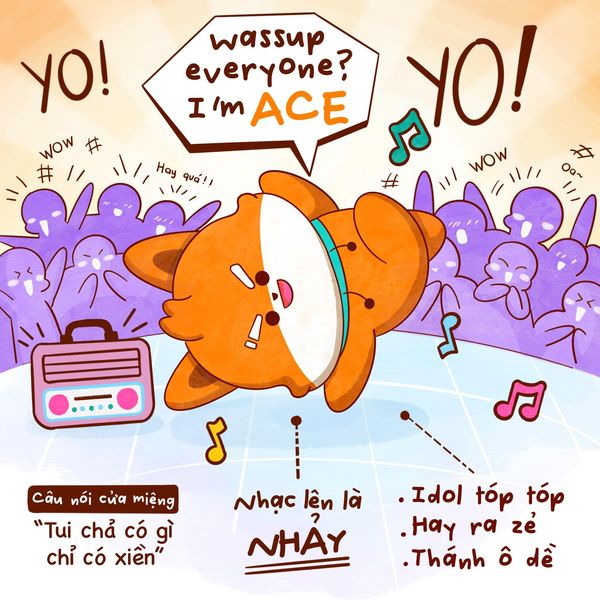 YO!
wassup
everyone?
I'm ACE
YO!
WOW
Hay quá!!
WOW
Oa~
Câu nói cửa miệng
"Tui chả có gì
chỉ có xiền"
Nhạc lên là
NHẢY
. Idol tóp tóp
. Hay ra zẻ
. Thánh ô dề